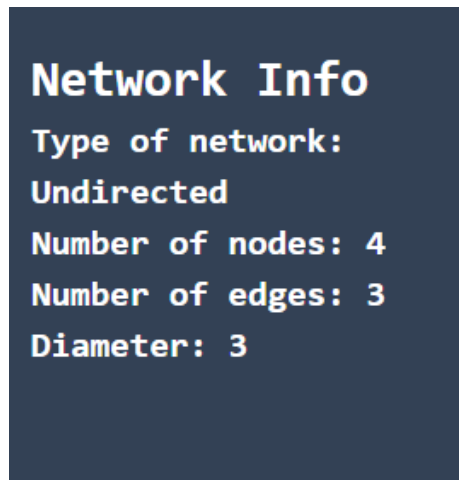 Network Info
Type of network:
Undirected
Number of nodes: 4
Number of edges: 3
Diameter: 3